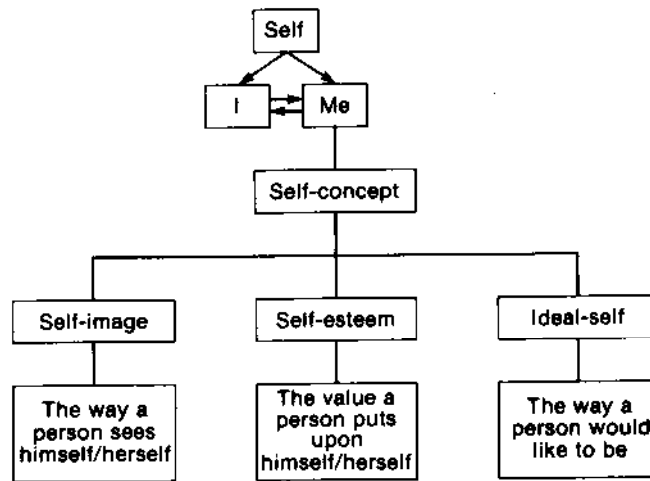 Self
I
Me
Self-concept
Self-image
Self-esteem
Ideal-self
The way a
person sees
himself/herself
The value a
person puts
upon
himself/herself
The way a
person would
like to be